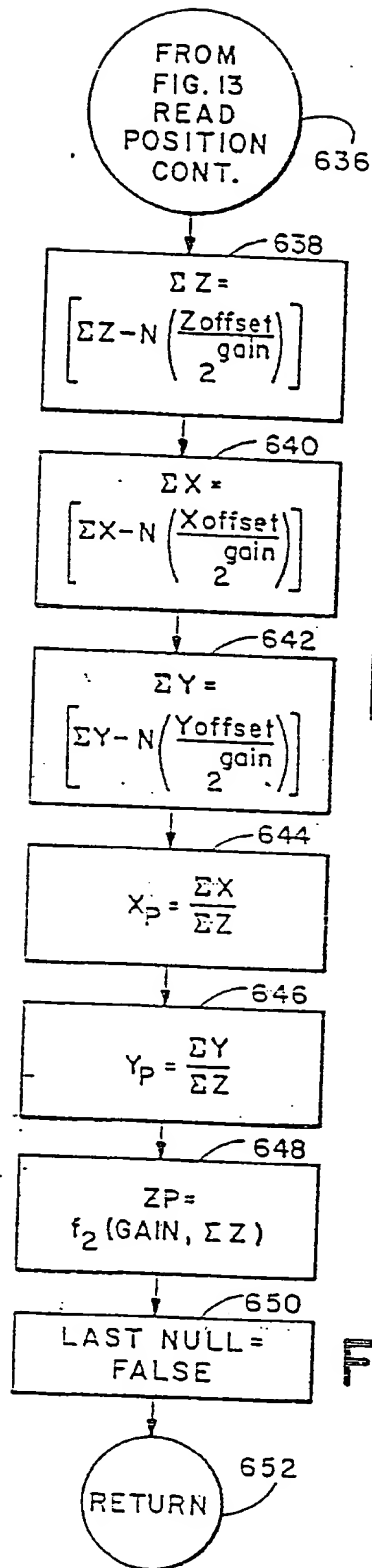 FROM
FIG. 13
READ
POSITION
CONT.
636
638
ΣZ=
[ΣZ-N(Zoffset/2^gain)]
640
ΣX=
[ΣX-N(Xoffset/2^gain)]
642
ΣY=
[ΣY-N(Yoffset/2^gain)]
644
X_P = ΣX/ΣZ
646
Y_P = ΣY/ΣZ
648
ZP=
f_2(GAIN, ΣZ)
650
LAST NULL=
FALSE
RETURN
652